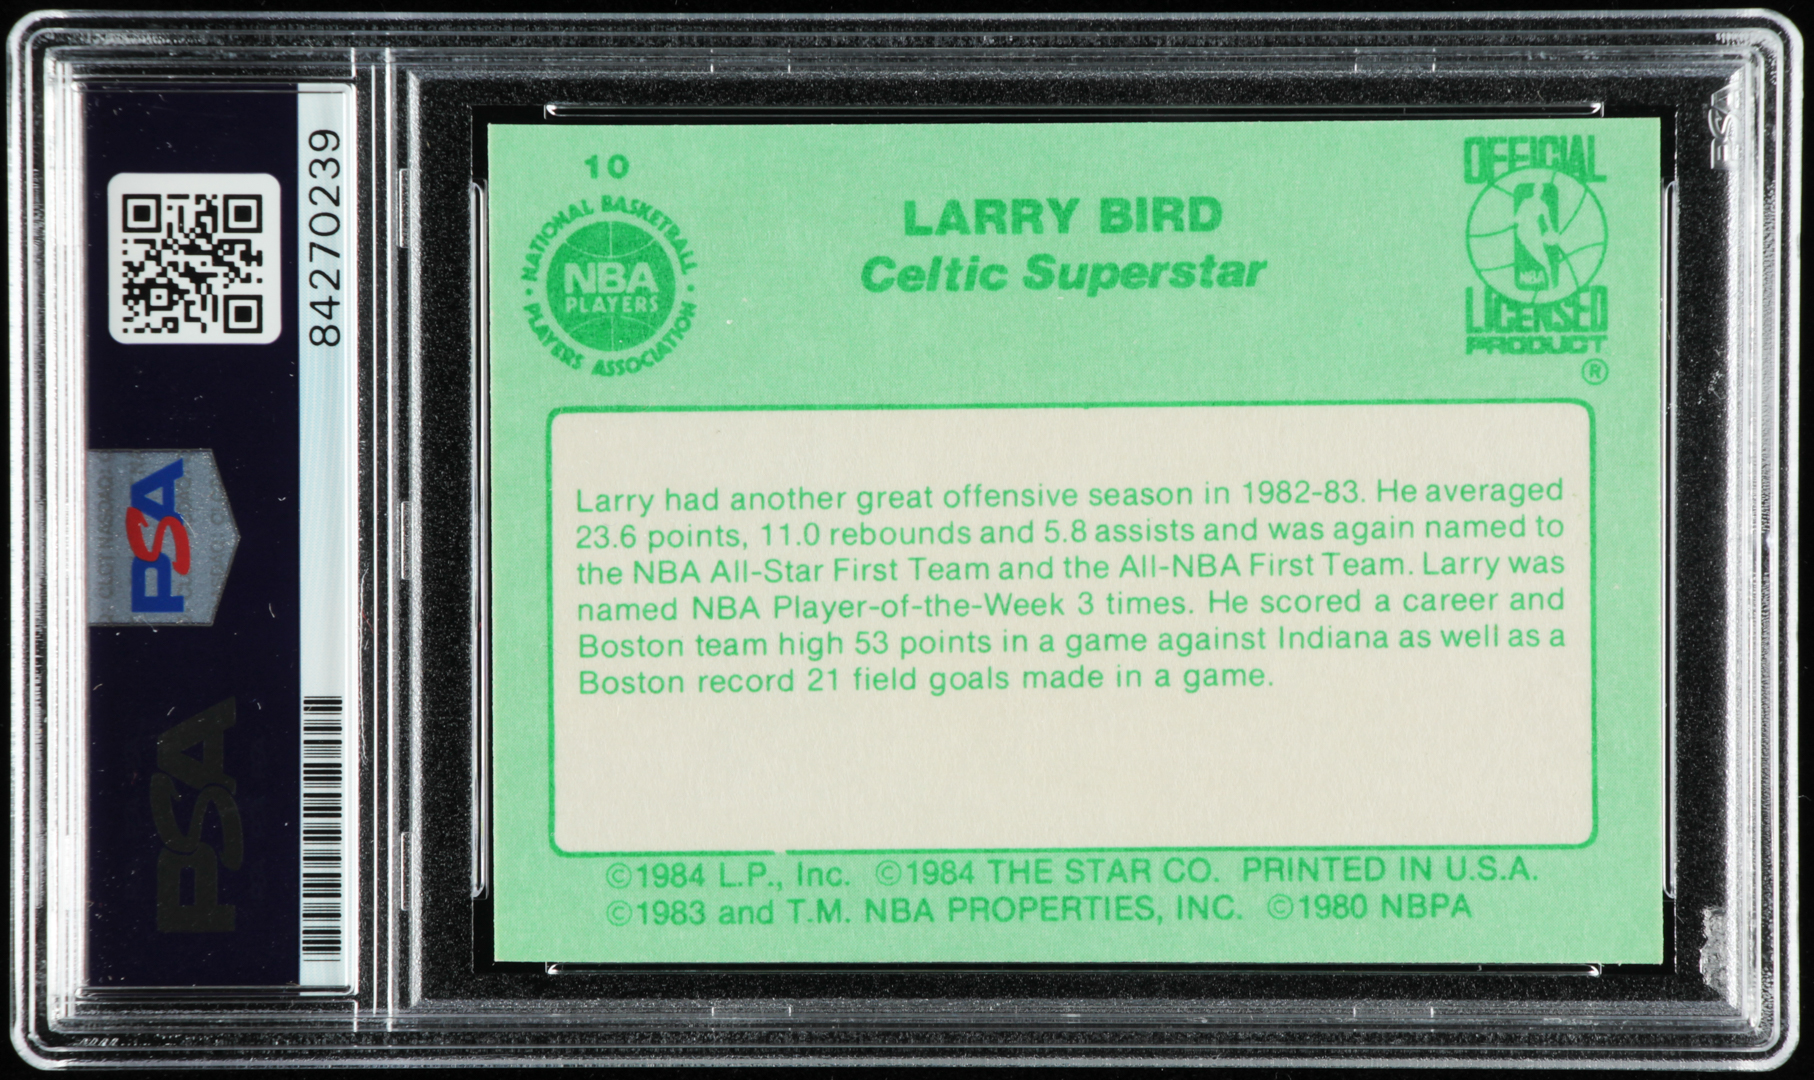 84270239
PSA
PSA
PSA
10
NATIONAL BASKETBALL
PLAYERS ASSOCIATION
NBA
PLAYERS
LARRY BIRD
Celtic Superstar
OFFICIAL
NBA
LICENSED
PRODUCT
®
Larry had another great offensive season in 1982-83. He averaged
23.6 points, 11.0 rebounds and 5.8 assists and was again named to
the NBA All-Star First Team and the All-NBA First Team. Larry was
named NBA Player-of-the-Week 3 times. He scored a career and
Boston team high 53 points in a game against Indiana as well as a
Boston record 21 field goals made in a game.
©1984 L.P., Inc. ©1984 THE STAR CO. PRINTED IN U.S.A.
©1983 and T.M. NBA PROPERTIES, INC. ©1980 NBPA